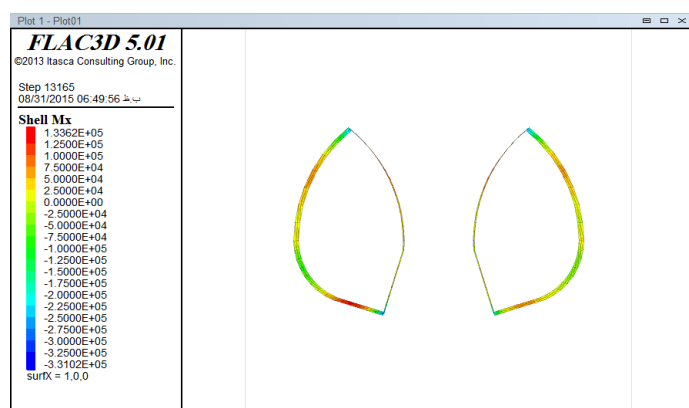 Plot 1 - Plot01
FLAC3D 5.01
©2013 Itasca Consulting Group, Inc.
Step 13165
08/31/2015 06:49:56 ب.ظ
Shell Mx
1.3362E+05
1.2500E+05
1.0000E+05
7.5000E+04
5.0000E+04
2.5000E+04
0.0000E+00
-2.5000E+04
-5.0000E+04
-7.5000E+04
-1.0000E+05
-1.2500E+05
-1.5000E+05
-1.7500E+05
-2.0000E+05
-2.2500E+05
-2.5000E+05
-2.7500E+05
-3.0000E+05
-3.2500E+05
-3.3102E+05
surfX = 1,0,0